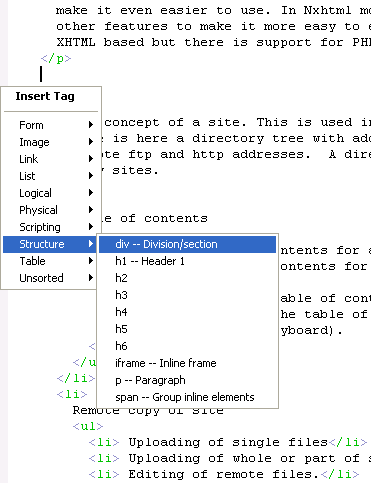 make it even easier to use. In Nxhtml mo
other features to make it more easy to e
XHTML based but there is support for PH
</p>
Insert Tag
concept of a site. This is used in
Form
Image
e is here a directory tree with add
Link
ote ftp and http addresses. A dire
List
y sites.
Logical
Physical
le of contents
Scripting
Structure
div -- Division/section
ntents for a
Table
h1 -- Header 1
ontents for
Unsorted
h2
h3
able of cont
h4
he table of
h5
yboard).
h6
<
iframe -- Inline frame
</u
p -- Paragraph
</li>
span -- Group inline elements
<li>
Remote copy of site
<ul>
<li> Uploading of single files</li>
<li> Uploading of whole or part of s
<li> Editing of remote files.</li>